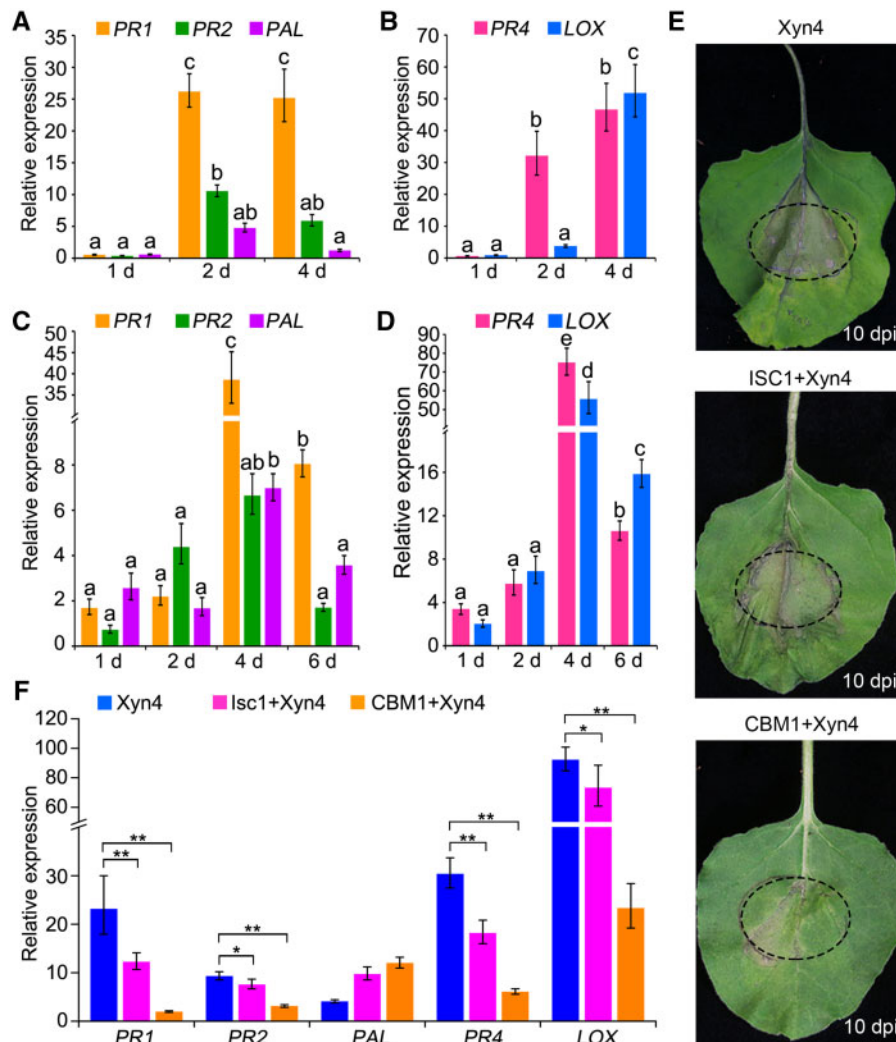 A
PR1 PR2 PAL
Relative expression
35
30
25
20
15
10
5
0
a a a
c b ab
c ab a
1 d 2 d 4 d
B
PR4 LOX
Relative expression
70
60
50
40
30
20
10
0
a a
b a
b c
1 d 2 d 4 d
C
PR1 PR2 PAL
Relative expression
50
45
40
35
8
6
4
2
0
a a a
a a a
c ab b
b a a
1 d 2 d 4 d 6 d
D
PR4 LOX
Relative expression
90
80
70
60
50
16
12
8
4
0
a a
a a
e d
b c
1 d 2 d 4 d 6 d
E
Xyn4
10 dpi
ISC1+Xyn4
10 dpi
CBM1+Xyn4
10 dpi
F
Xyn4 Isc1+Xyn4 CBM1+Xyn4
Relative expression
120
100
80
60
30
20
10
0
** **
* **
** **
* **
PR1 PR2 PAL PR4 LOX